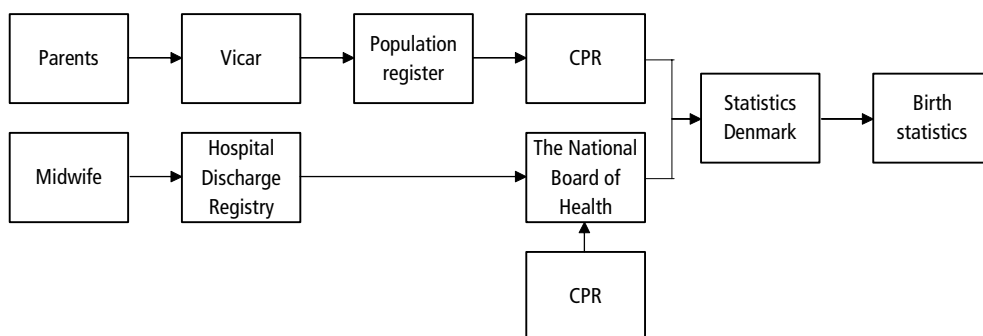 Parents
Vicar
Population
register
CPR
Statistics
Denmark
Birth
statistics
Midwife
Hospital
Discharge
Registry
The National
Board of
Health
CPR